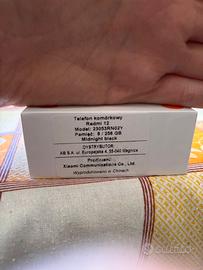 Telefon komórkowy
Redmi 12
Model: 23053RN02Y
Pamięć: 8 / 256 GB
Midnight black
DYSTRYBUTOR:
AB S.A. ul. Europejska 4, 55-040 Magnice
Producent:
Xiaomi Communications Co., Ltd.
Wyprodukowano w Chinach
subito